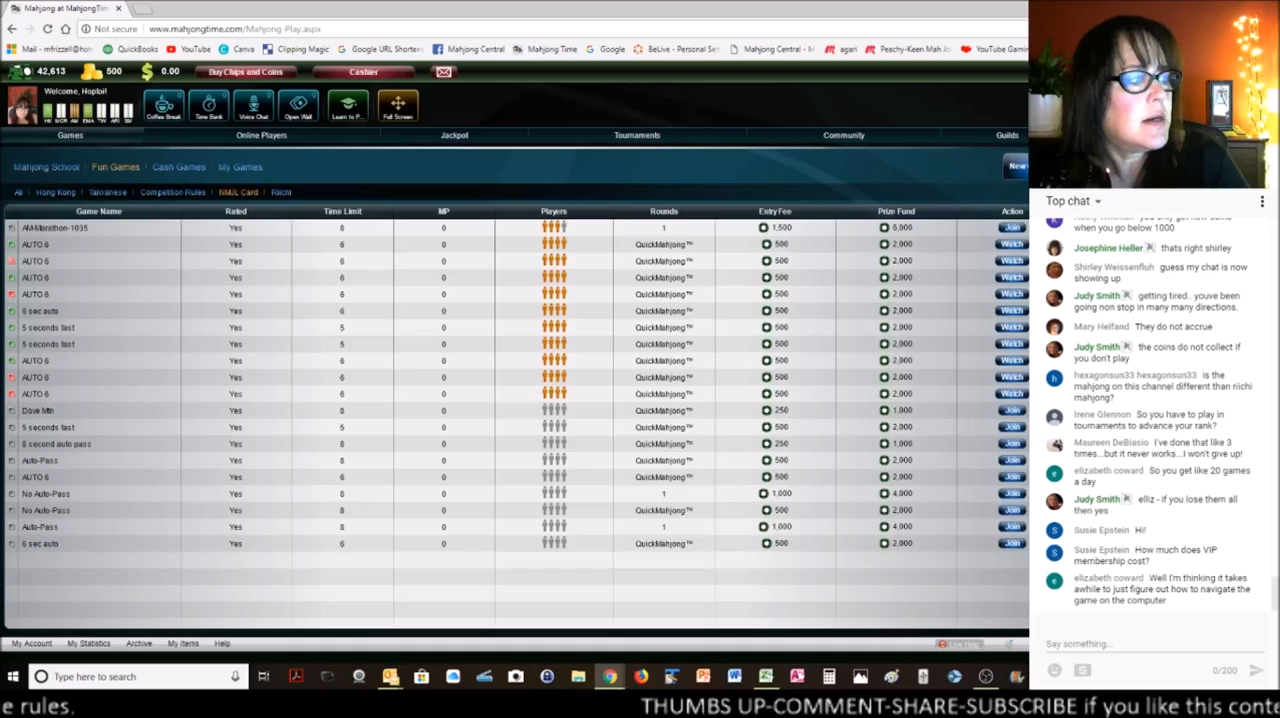 Mahjong at MahjongTime
Not secure www.mahjongtime.com/Mahjong-Play.aspx
Mail - mfrizzell@hot QuickBooks YouTube Canva Clipping Magic Google URL Shortene Mahjong Central Mahjong Time Google BeLive - Personal Set Mahjong Central - M agari Peachy-Keen Mah Jo YouTube Gami
42,613 500 0.00 Buy Chips and Coins Cashier
Welcome, Hoptoi!
Coffee Break Time Bank Voice Chat Open Wall Learn to P... Full Screen
Games Online Players Jackpot Tournaments Community Guilds
Mahjong School Fun Games Cash Games My Games New
All Hong Kong Taiwanese Competition Rules NMJL Card Riichi
Game Name Rated Time Limit MP Players Rounds Entry Fee Prize Fund Action
AM-Marathon-1035 Yes 8 0 1 1,500 6,000 Join
AUTO 6 Yes 6 0 QuickMahjong™ 500 2,000 Watch
AUTO 6 Yes 6 0 QuickMahjong™ 500 2,000 Watch
AUTO 6 Yes 6 0 QuickMahjong™ 500 2,000 Watch
AUTO 6 Yes 6 0 QuickMahjong™ 500 2,000 Watch
6 sec auto Yes 6 0 QuickMahjong™ 500 2,000 Watch
5 seconds fast Yes 5 0 QuickMahjong™ 500 2,000 Watch
5 seconds fast Yes 5 0 QuickMahjong™ 500 2,000 Watch
AUTO 6 Yes 6 0 QuickMahjong™ 500 2,000 Watch
AUTO 6 Yes 6 0 QuickMahjong™ 500 2,000 Watch
AUTO 6 Yes 6 0 QuickMahjong™ 500 2,000 Watch
Dove Mtn Yes 8 0 QuickMahjong™ 250 1,000 Join
5 seconds fast Yes 5 0 QuickMahjong™ 500 2,000 Join
8 second auto pass Yes 8 0 QuickMahjong™ 250 1,000 Join
Auto-Pass Yes 8 0 QuickMahjong™ 500 2,000 Join
AUTO 6 Yes 6 0 QuickMahjong™ 500 2,000 Join
No Auto-Pass Yes 8 0 1 1,000 4,000 Join
No Auto-Pass Yes 8 0 QuickMahjong™ 500 2,000 Join
Auto-Pass Yes 8 0 1 1,000 4,000 Join
6 sec auto Yes 6 0 QuickMahjong™ 500 2,000 Join
My Account My Statistics Archive My Items Help
Type here to search
e rules. THUMBS UP-COMMENT-SHARE-SUBSCRIBE if you like this conte
Top chat
when you go below 1000
Josephine Heller thats right shirley
Shirley Weissenfluh guess my chat is now
showing up
Judy Smith getting tired.. youve been
going non stop in many many directions.
Mary Helfand They do not accrue
Judy Smith the coins do not collect if
you don't play
hexagonsun33 hexagonsun33 is the
mahjong on this channel different than riichi
mahjong?
Irene Glennon So you have to play in
tournaments to advance your rank?
Maureen DeBiasio I've done that like 3
times...but it never works...I won't give up!
elizabeth coward So you get like 20 games
a day
Judy Smith elliz - if you lose them all
then yes
Susie Epstein Hi!
Susie Epstein How much does VIP
membership cost?
elizabeth coward Well I'm thinking it takes
awhile to just figure out how to navigate the
game on the computer
Say something...
0/200